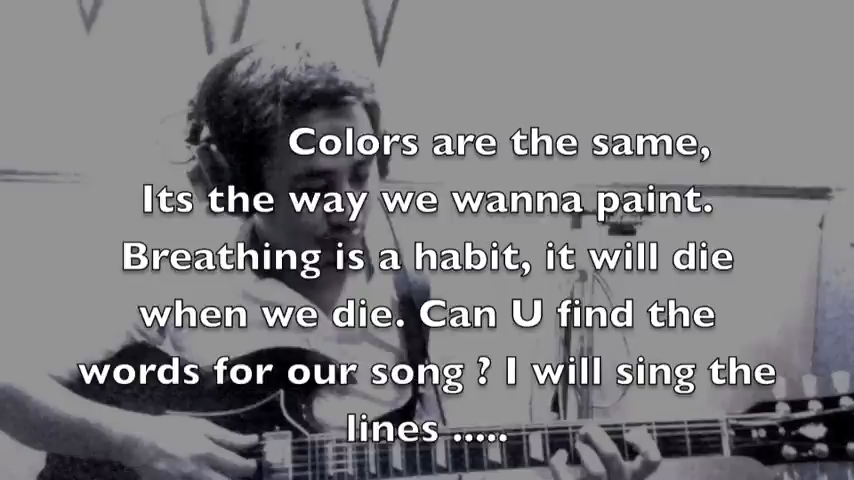 Colors are the same,
Its the way we wanna paint.
Breathing is a habit, it will die
when we die. Can U find the
words for our song ? I will sing the
lines .....